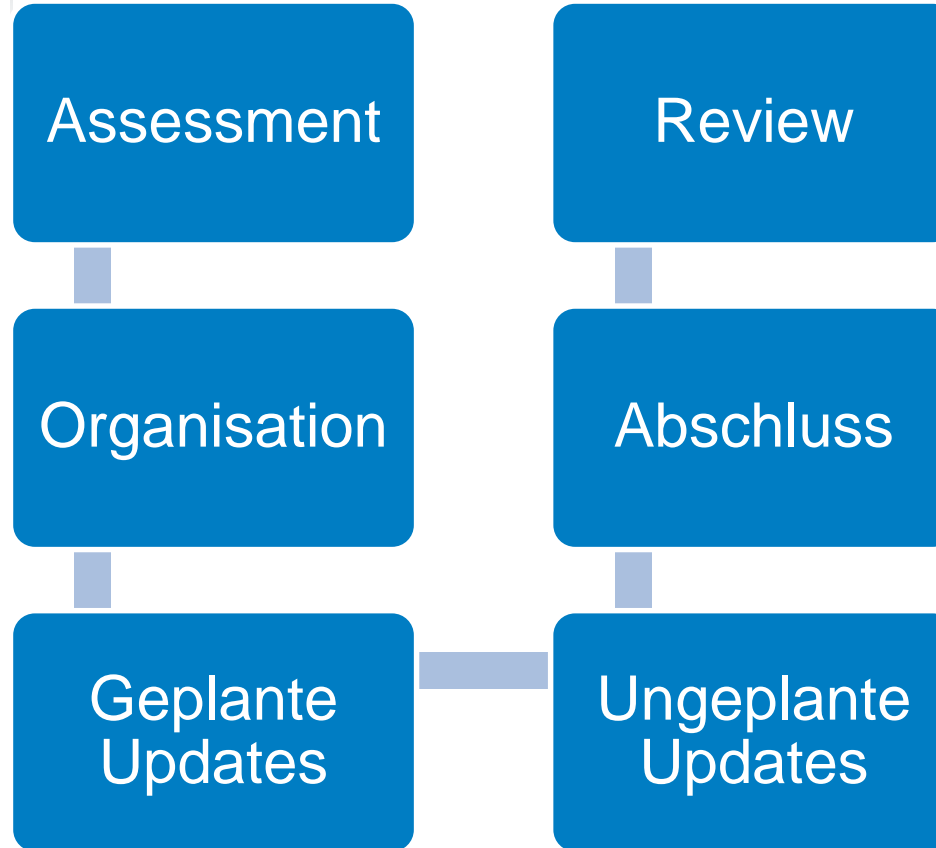 Assessment
Organisation
Geplante
Updates
Ungeplante
Updates
Abschluss
Review